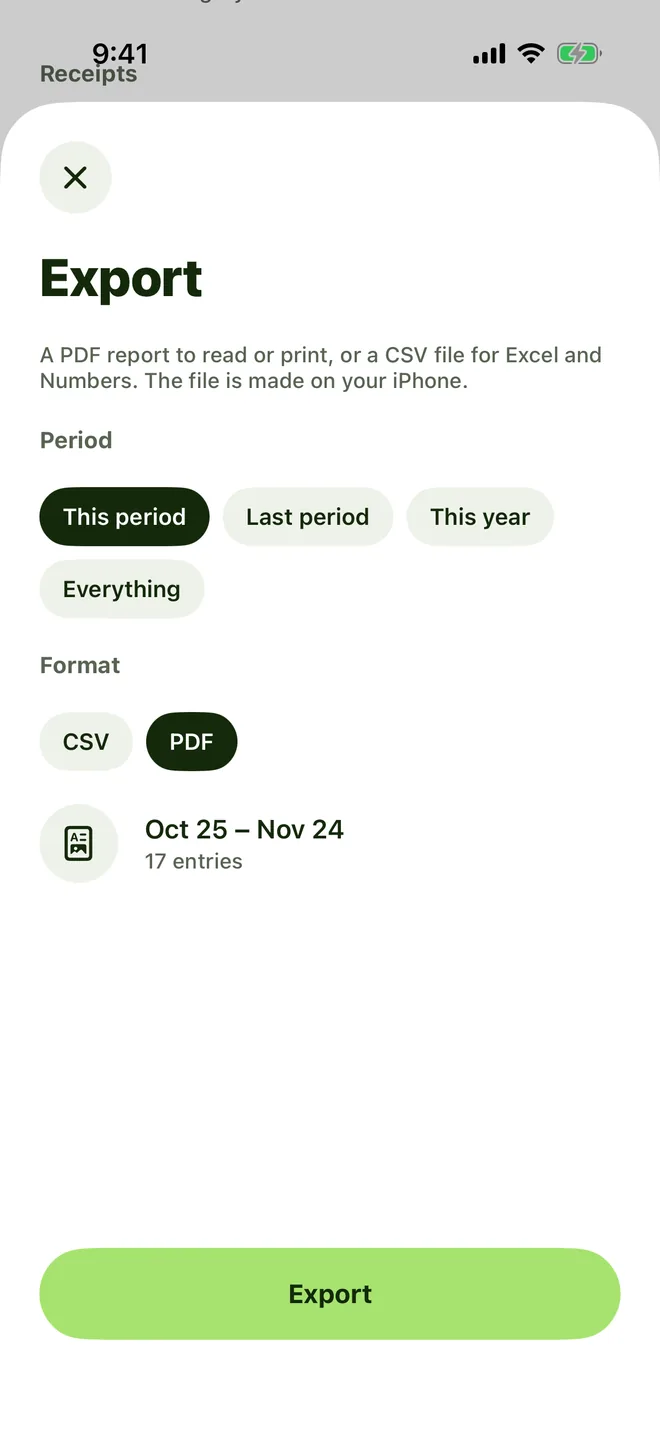 9:41
Receipts
Export
A PDF report to read or print, or a CSV file for Excel and
Numbers. The file is made on your iPhone.
Period
This period
Last period
This year
Everything
Format
CSV
PDF
Oct 25 – Nov 24
17 entries
Export